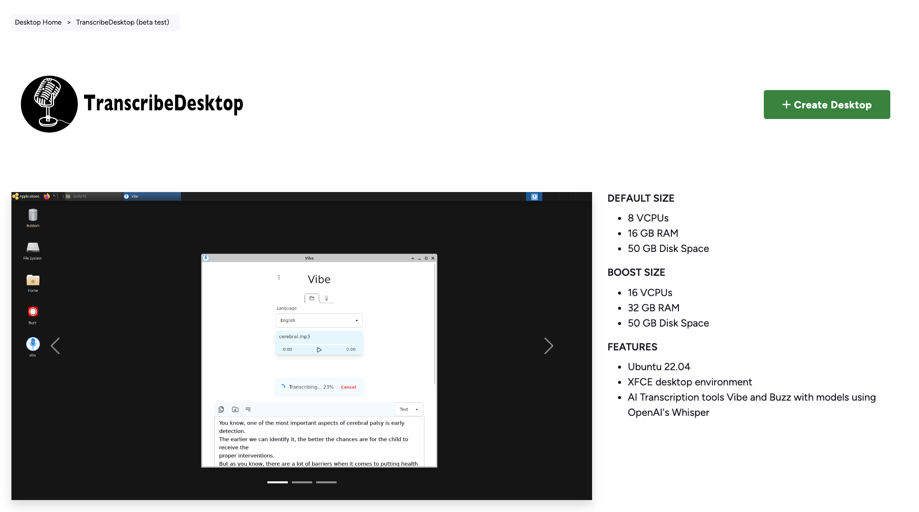 Desktop Home > TranscribeDesktop (beta test)
TranscribeDesktop
+ Create Desktop
Applications
Vibe
Rubbish
File System
Home
Buzz
vibe
Vibe
Vibe
Language
English
cerebral.mp3
0:00 0:00
Transcribing... 23% Cancel
Text
You know, one of the most important aspects of cerebral palsy is early
detection.
The earlier we can identify it, the better the chances are for the child to
receive the
proper interventions.
But as you know, there are a lot of barriers when it comes to putting health
DEFAULT SIZE
• 8 VCPUs
• 16 GB RAM
• 50 GB Disk Space
BOOST SIZE
• 16 VCPUs
• 32 GB RAM
• 50 GB Disk Space
FEATURES
• Ubuntu 22.04
• XFCE desktop environment
• AI Transcription tools Vibe and Buzz with models using
OpenAI's Whisper